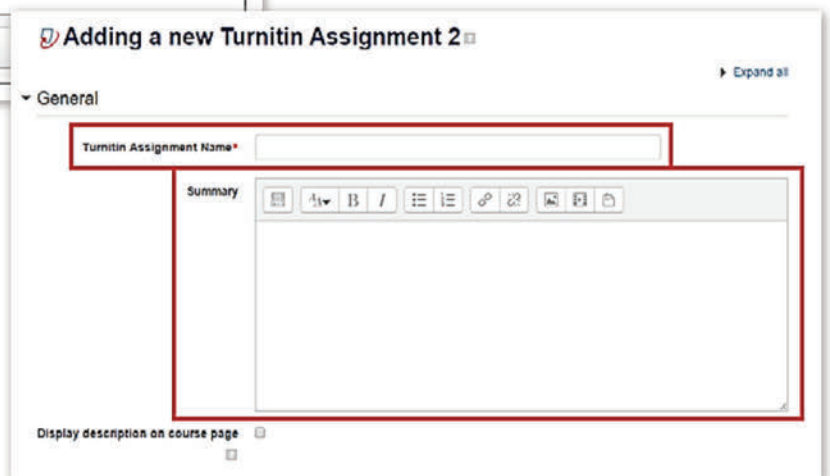 Adding a new Turnitin Assignment 2
Expand all
General
Turnitin Assignment Name*
Summary
B I
Display description on course page